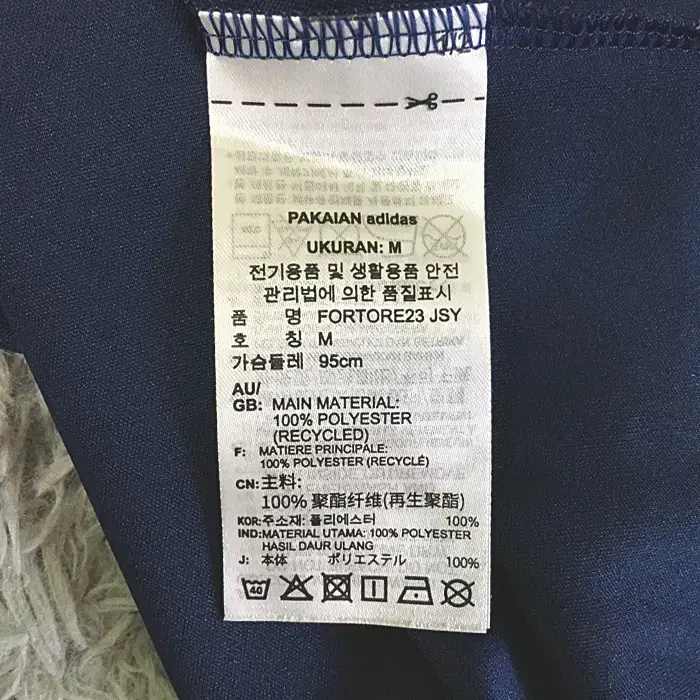 PAKAIAN adidas
UKURAN: M
전기용품 및 생활용품 안전
관리법에 의한 품질표시
품 명 FORTORE23 JSY
호 칭 M
가슴둘레 95cm
AU/
GB: MAIN MATERIAL:
100% POLYESTER
(RECYCLED)
F: MATIERE PRINCIPALE:
100% POLYESTER (RECYCLÉ)
CN: 主料:
100% 聚酯纤维(再生聚酯)
KOR: 주소재: 폴리에스터 100%
IND: MATERIAL UTAMA: 100% POLYESTER
HASIL DAUR ULANG
J: 本体 ポリエステル 100%
40